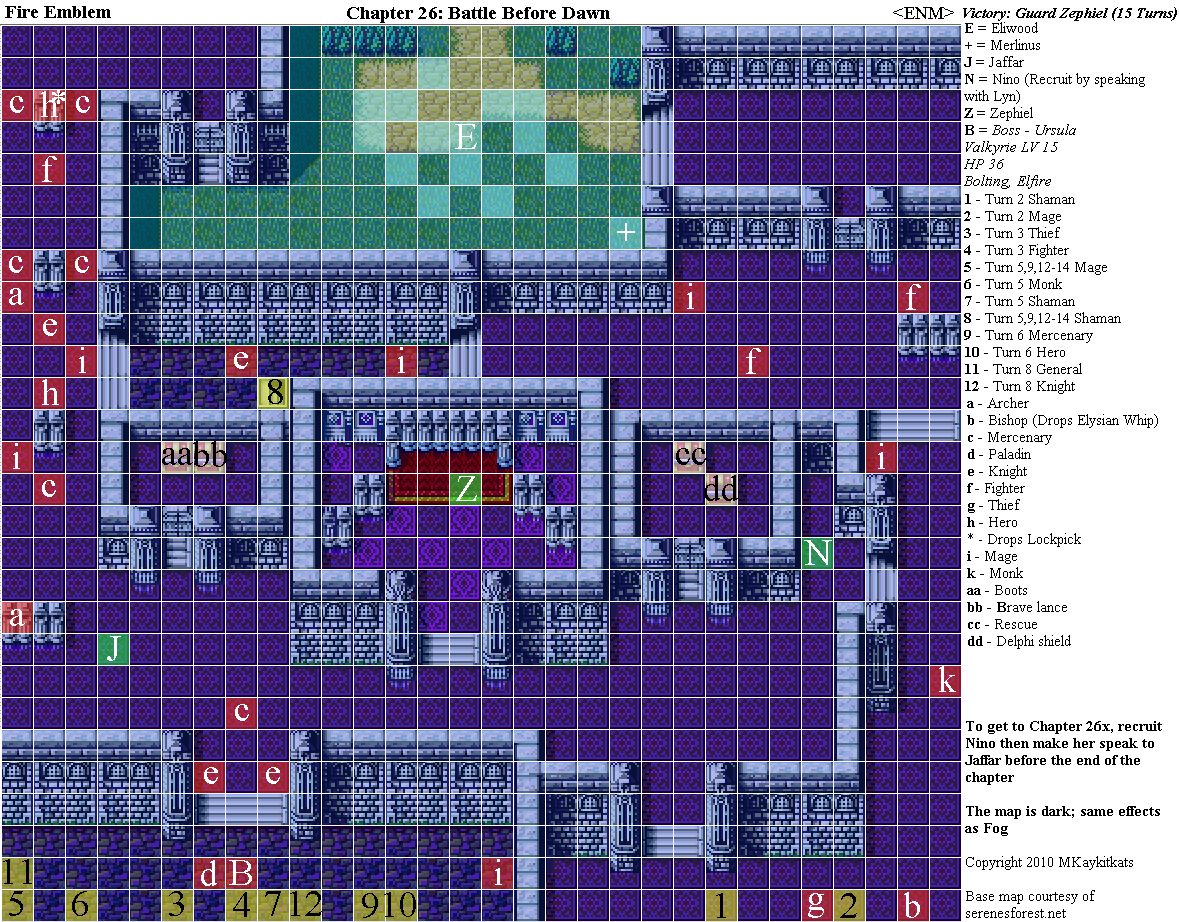 Fire Emblem
Chapter 26: Battle Before Dawn
<ENM>
Victory: Guard Zephiel (15 Turns)
E = Eliwood
+ = Merlinus
J = Jaffar
N = Nino (Recruit by speaking
with Lyn)
Z = Zephiel
B = Boss - Ursula
Valkyrie LV 15
HP 36
Bolting, Elfire
1 - Turn 2 Shaman
2 - Turn 2 Mage
3 - Turn 3 Thief
4 - Turn 3 Fighter
5 - Turn 5,9,12-14 Mage
6 - Turn 5 Monk
7 - Turn 5 Shaman
8 - Turn 5,9,12-14 Shaman
9 - Turn 6 Mercenary
10 - Turn 6 Hero
11 - Turn 8 General
12 - Turn 8 Knight
a - Archer
b - Bishop (Drops Elysian Whip)
c - Mercenary
d - Paladin
e - Knight
f - Fighter
g - Thief
h - Hero
* - Drops Lockpick
i - Mage
k - Monk
aa - Boots
bb - Brave lance
cc - Rescue
dd - Delphi shield
To get to Chapter 26x, recruit
Nino then make her speak to
Jaffar before the end of the
chapter
The map is dark; same effects
as Fog
Copyright 2010 MKaykitkats
Base map courtesy of
serenesforest.net
c h* c
E
f
+
c c
a i f
e
i e i f
h 8
i aa bb cc i
c Z dd
N
a
J
k
c
e e
11 d B i
5 6 3 4 7 12 9 10 1 g 2 b